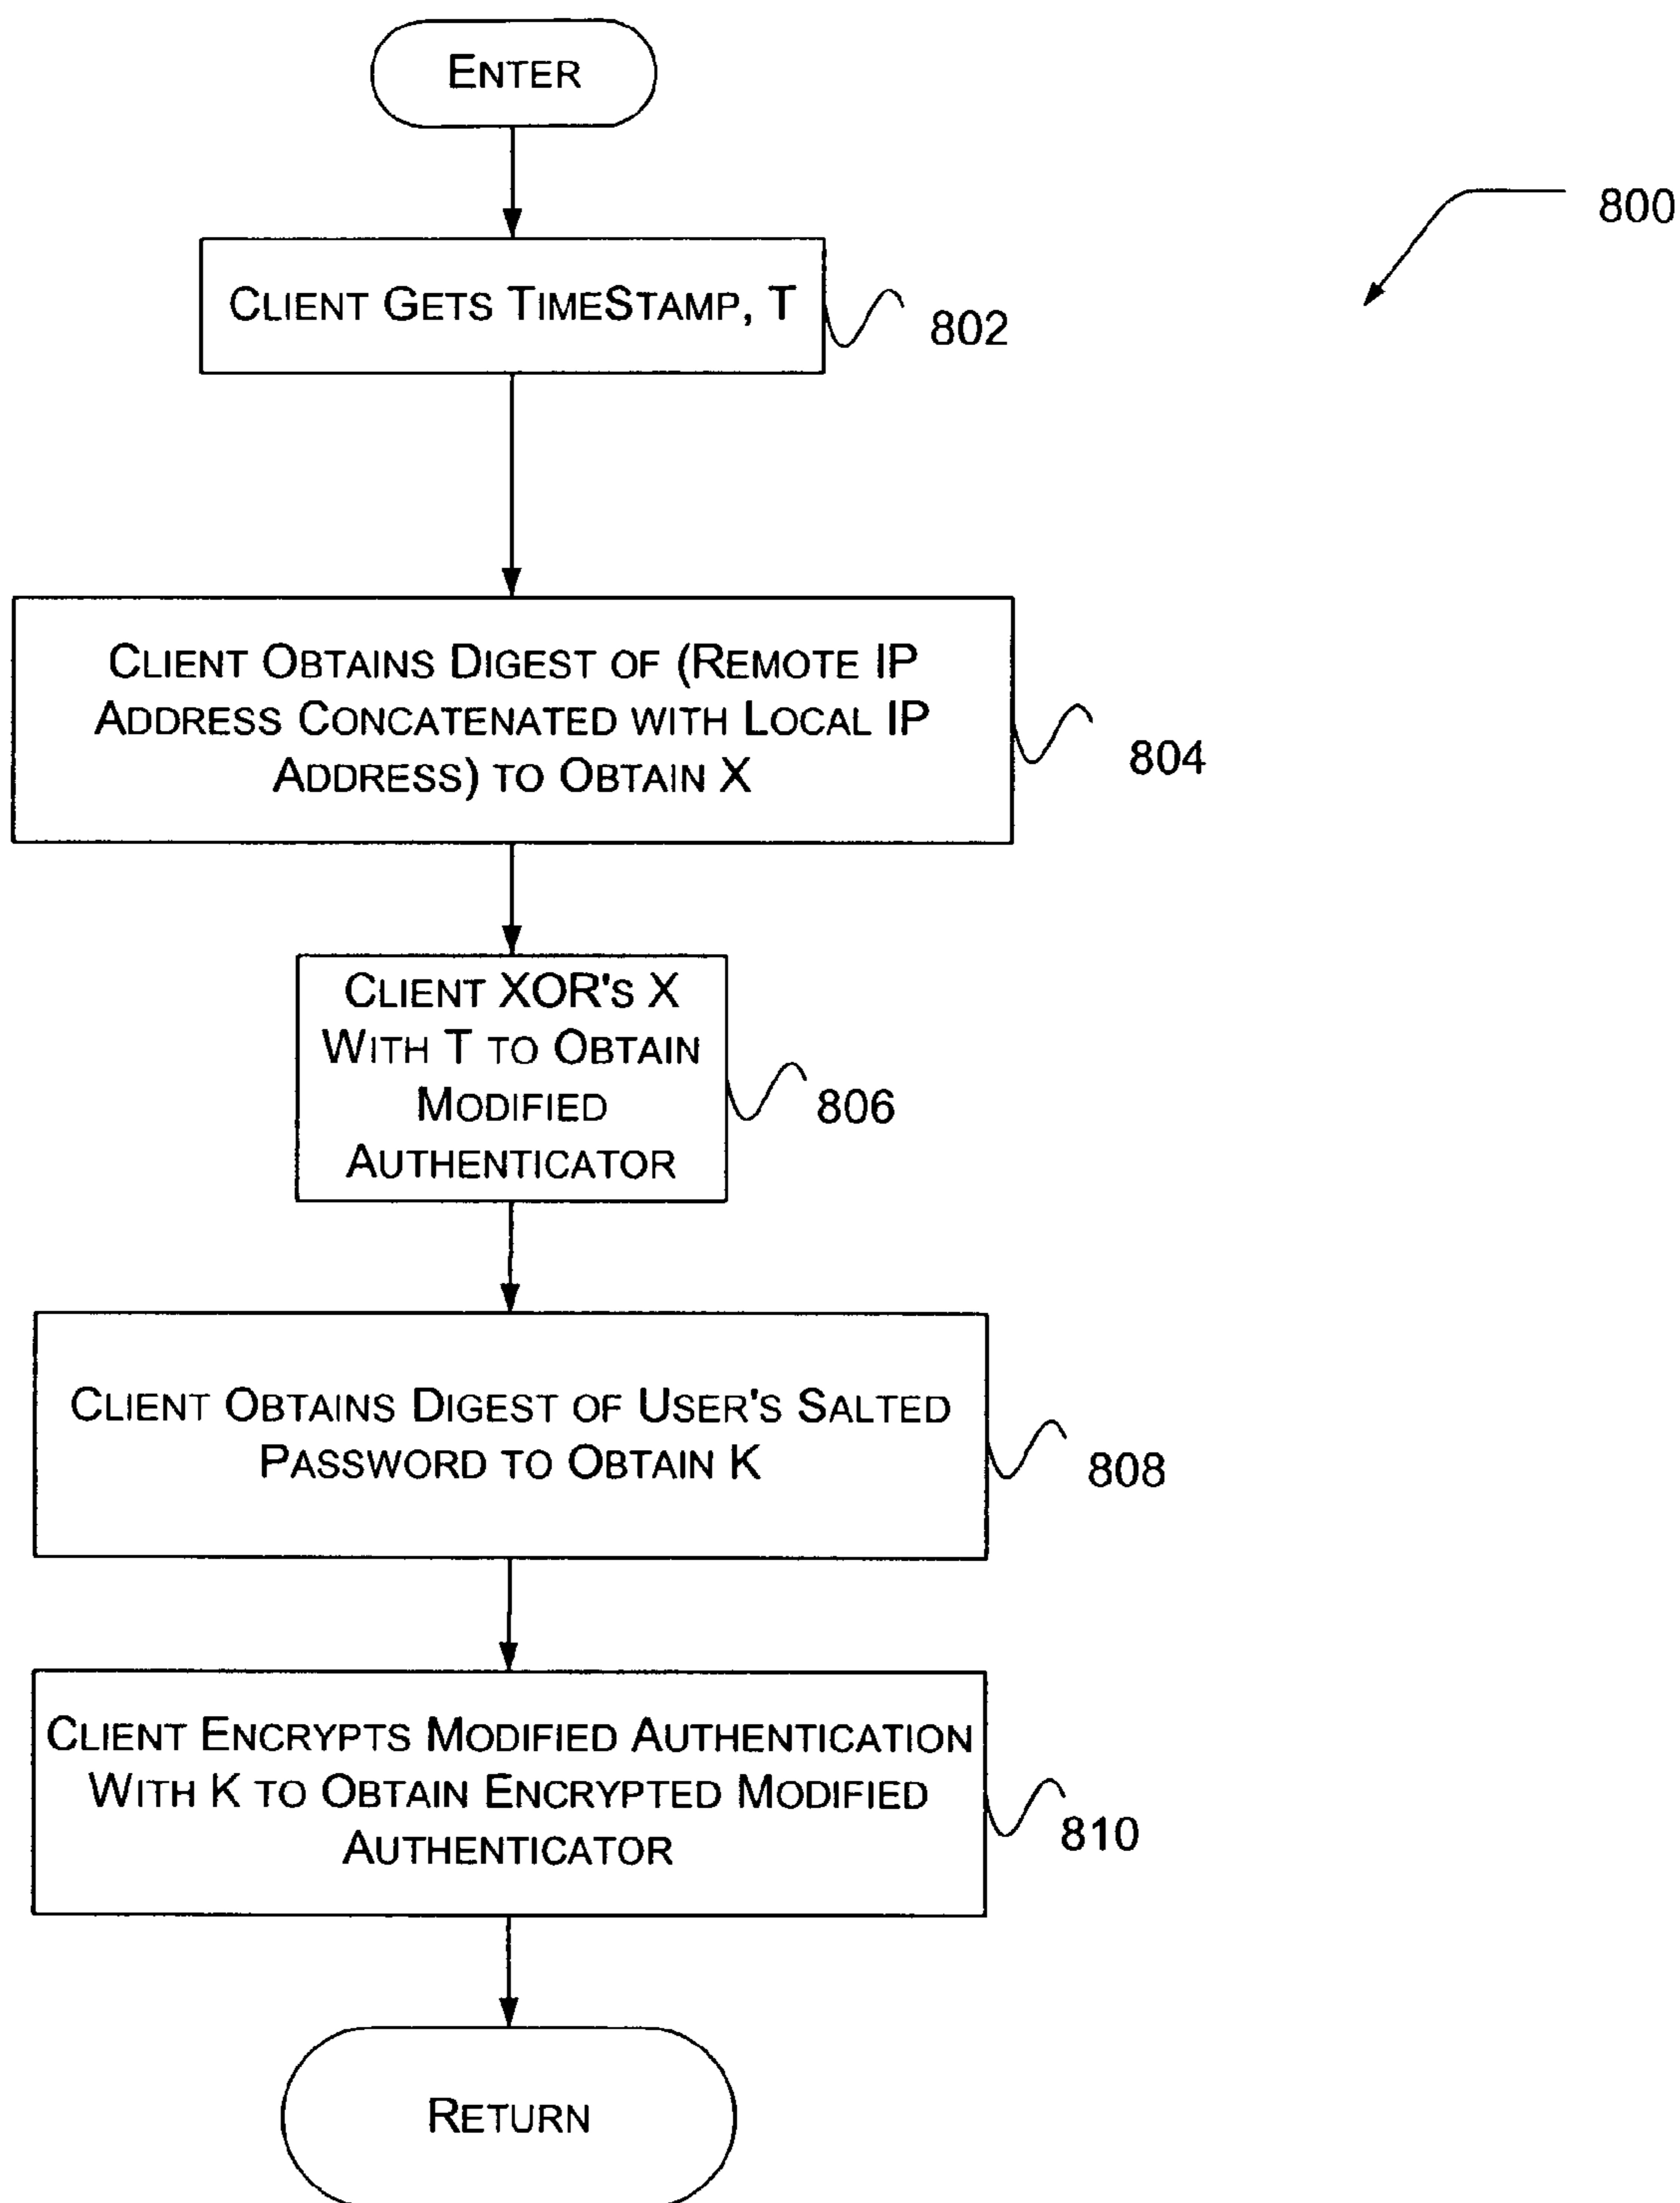 ENTER
800
CLIENT GETS TIMESTAMP, T
802
CLIENT OBTAINS DIGEST OF (REMOTE IP
ADDRESS CONCATENATED WITH LOCAL IP
ADDRESS) TO OBTAIN X
804
CLIENT XOR'S X
WITH T TO OBTAIN
MODIFIED
AUTHENTICATOR
806
CLIENT OBTAINS DIGEST OF USER'S SALTED
PASSWORD TO OBTAIN K
808
CLIENT ENCRYPTS MODIFIED AUTHENTICATION
WITH K TO OBTAIN ENCRYPTED MODIFIED
AUTHENTICATOR
810
RETURN